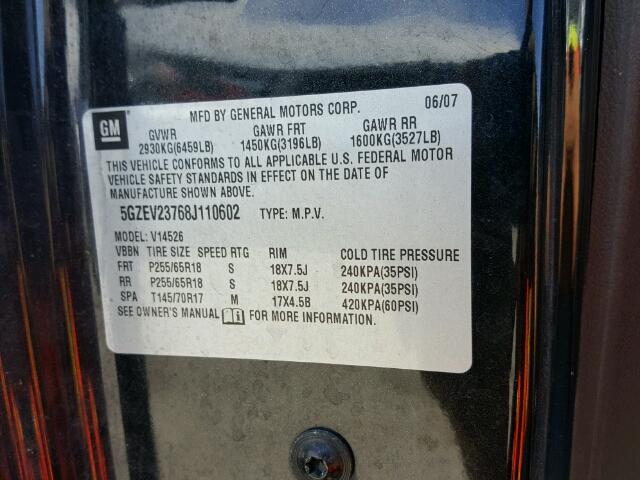 MFD BY GENERAL MOTORS CORP. 06/07
GM
GVWR GAWR FRT GAWR RR
2930KG(6459LB) 1450KG(3196LB) 1600KG(3527LB)
THIS VEHICLE CONFORMS TO ALL APPLICABLE U.S. FEDERAL MOTOR
VEHICLE SAFETY STANDARDS IN EFFECT ON THE DATE OF
MANUFACTURE SHOWN ABOVE.
5GZEV23768J110602 TYPE: M.P.V.
MODEL: V14526
VBBN TIRE SIZE SPEED RTG RIM COLD TIRE PRESSURE
FRT P255/65R18 S 18X7.5J 240KPA(35PSI)
RR P255/65R18 S 18X7.5J 240KPA(35PSI)
SPA T145/70R17 M 17X4.5B 420KPA(60PSI)
SEE OWNER'S MANUAL FOR MORE INFORMATION.